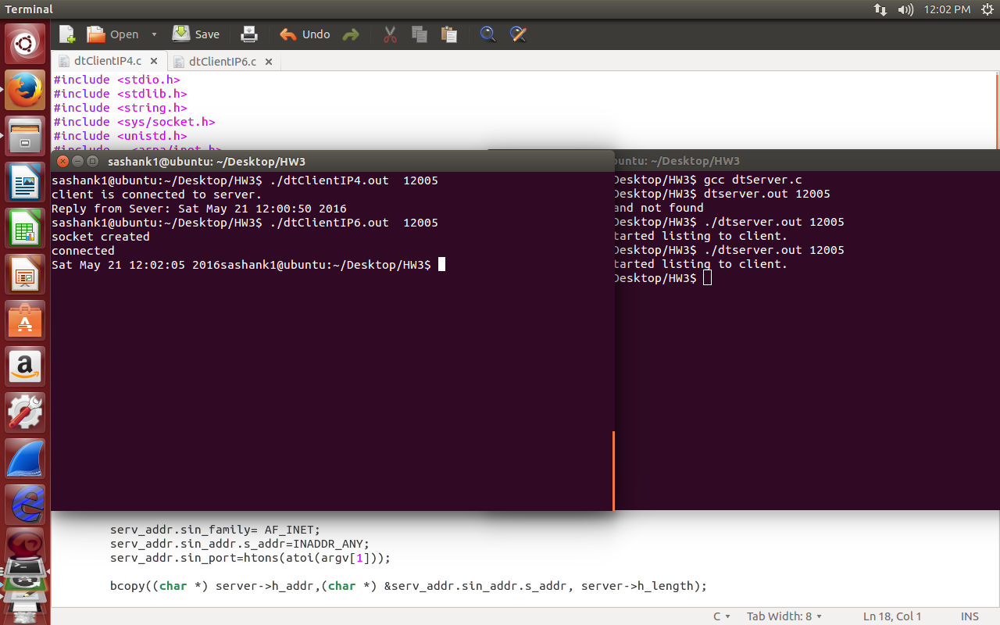 Terminal
12:02 PM
Open
Save
Undo
dtClientIP4.c
dtClientIP6.c
#include <stdio.h>
#include <stdlib.h>
#include <string.h>
#include <sys/socket.h>
#include <unistd.h>
#include <arpa/inet.h>
sashank1@ubuntu: ~/Desktop/HW3
sashank1@ubuntu:~/Desktop/HW3$ ./dtClientIP4.out  12005
client is connected to server.
Reply from Sever: Sat May 21 12:00:50 2016
sashank1@ubuntu:~/Desktop/HW3$ ./dtClientIP6.out  12005
socket created
connected
Sat May 21 12:02:05 2016sashank1@ubuntu:~/Desktop/HW3$
buntu: ~/Desktop/HW3
Desktop/HW3$ gcc dtServer.c
Desktop/HW3$ dtserver.out 12005
and not found
Desktop/HW3$ ./dtserver.out 12005
tarted listing to client.
Desktop/HW3$ ./dtserver.out 12005
tarted listing to client.
Desktop/HW3$
serv_addr.sin_family= AF_INET;
serv_addr.sin_addr.s_addr=INADDR_ANY;
serv_addr.sin_port=htons(atoi(argv[1]));
bcopy((char *) server->h_addr,(char *) &serv_addr.sin_addr.s_addr, server->h_length);
C
Tab Width: 8
Ln 18, Col 1
INS